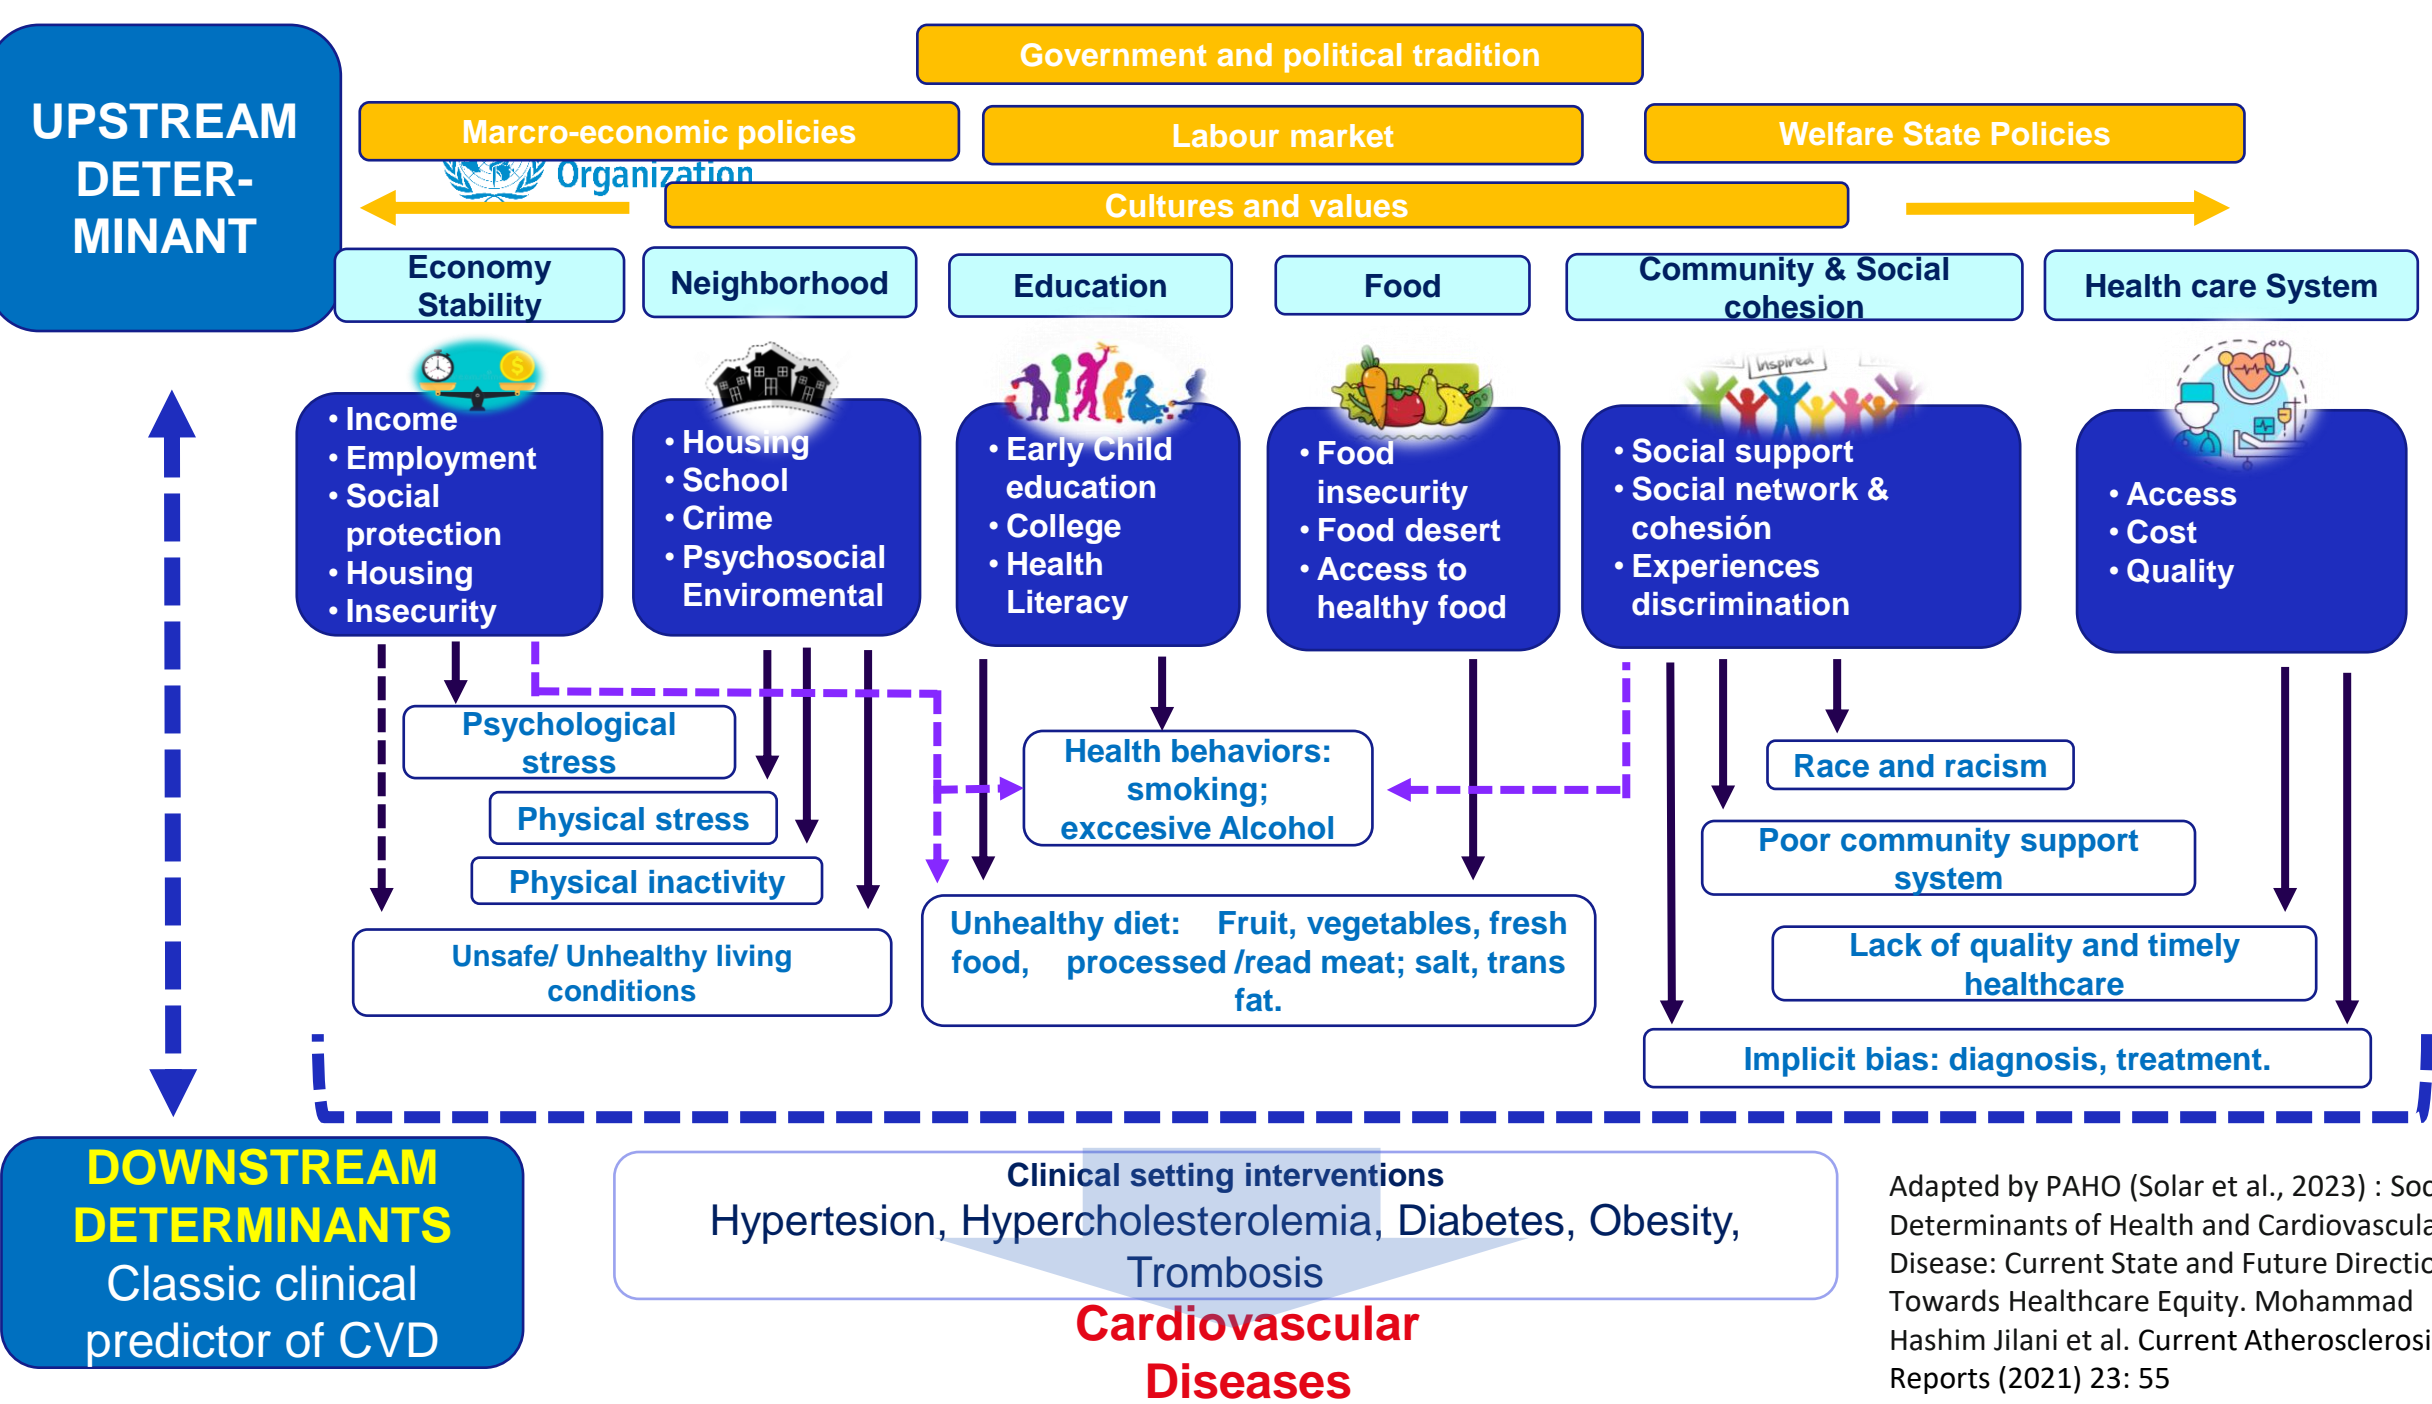 UPSTREAM
DETER-
MINANT
Government and political tradition
Marcro-economic policies
Labour market
Welfare State Policies
Organization
Cultures and values
Economy
Stability
Neighborhood
Education
Food
Community & Social
cohesion
Health care System
Inspired
• Income
• Employment
• Social
protection
• Housing
• Insecurity
• Housing
• School
• Crime
• Psychosocial
Enviromental
• Early Child
education
• College
• Health
Literacy
• Food
insecurity
• Food desert
• Access to
healthy food
• Social support
• Social network &
cohesión
• Experiences
discrimination
• Access
• Cost
• Quality
Psychological
stress
Physical stress
Physical inactivity
Unsafe/ Unhealthy living
conditions
Health behaviors:
smoking;
exccesive Alcohol
Unhealthy diet: Fruit, vegetables, fresh
food, processed /read meat; salt, trans
fat.
Race and racism
Poor community support
system
Lack of quality and timely
healthcare
Implicit bias: diagnosis, treatment.
DOWNSTREAM
DETERMINANTS
Classic clinical
predictor of CVD
Clinical setting interventions
Hypertesion, Hypercholesterolemia, Diabetes, Obesity,
Trombosis
Cardiovascular
Diseases
Adapted by PAHO (Solar et al., 2023) : Soc
Determinants of Health and Cardiovascula
Disease: Current State and Future Directio
Towards Healthcare Equity. Mohammad
Hashim Jilani et al. Current Atherosclerosi
Reports (2021) 23: 55